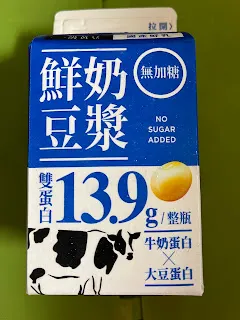 拉開
鮮奶
豆漿
無加糖
NO
SUGAR
ADDED
雙蛋白
13.9
g/整瓶
牛奶蛋白
×
大豆蛋白